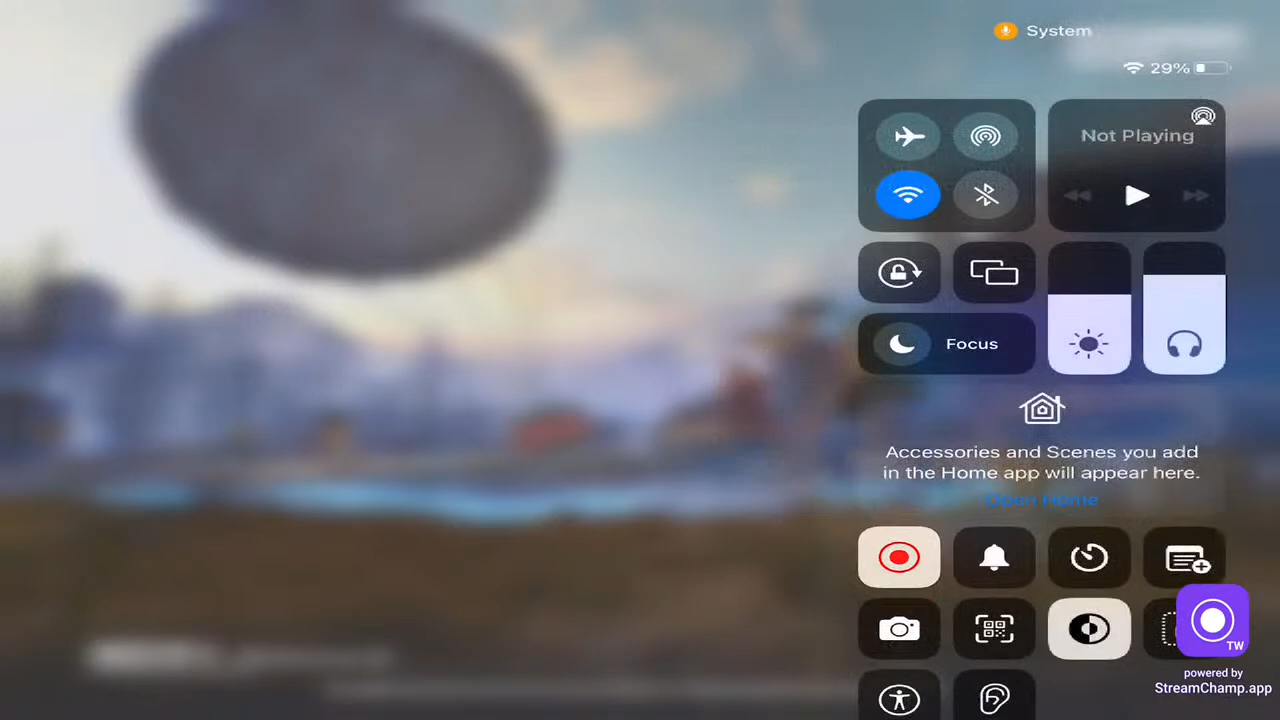 System
29%
Not Playing
Focus
Accessories and Scenes you add
in the Home app will appear here.
Open Home
TW
powered by
StreamChamp.app